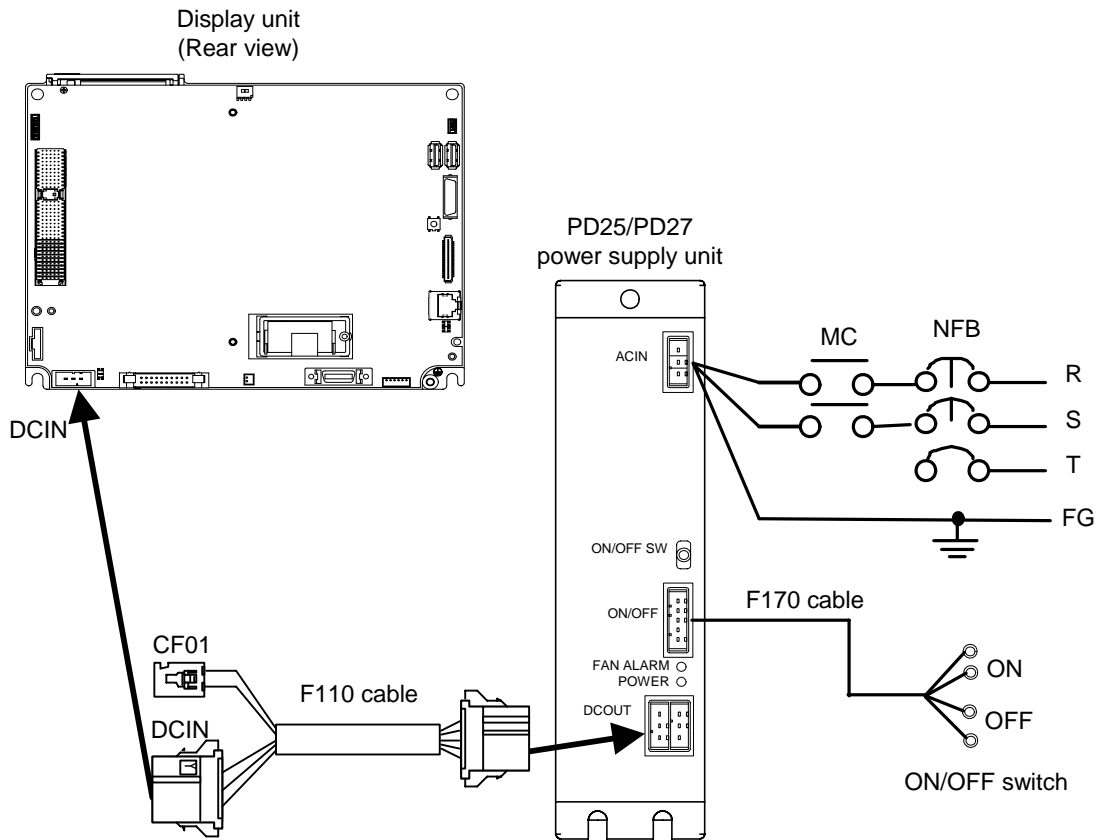 Display unit
(Rear view)
PD25/PD27
power supply unit
MC
NFB
ACIN
R
S
T
FG
DCIN
ON/OFF SW
ON/OFF
F170 cable
CF01
F110 cable
FAN ALARM
POWER
ON
DCIN
DCOUT
OFF
ON/OFF switch